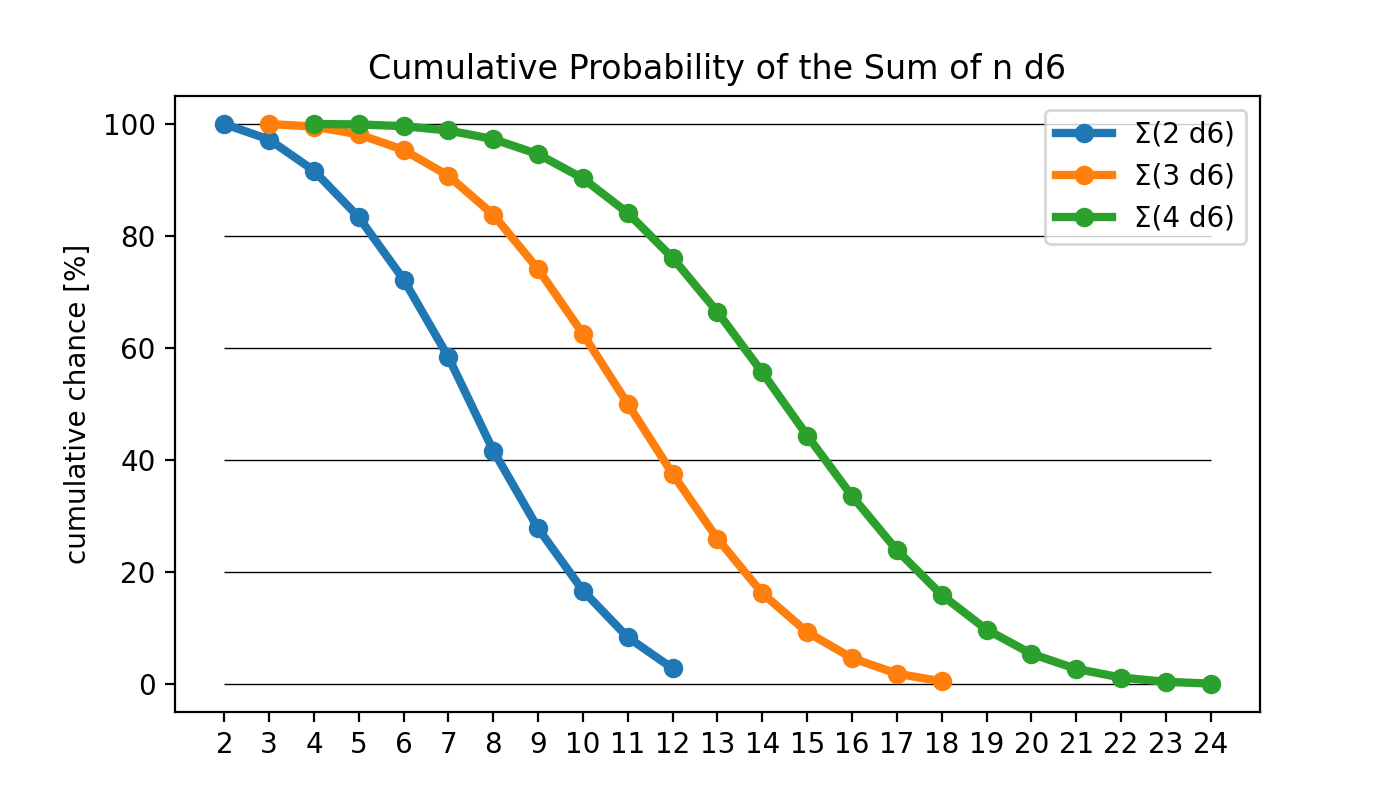 Cumulative Probability of the Sum of n d6
cumulative chance [%]
100
80
60
40
20
0
Σ(2 d6)
Σ(3 d6)
Σ(4 d6)
2 3 4 5 6 7 8 9 10 11 12 13 14 15 16 17 18 19 20 21 22 23 24